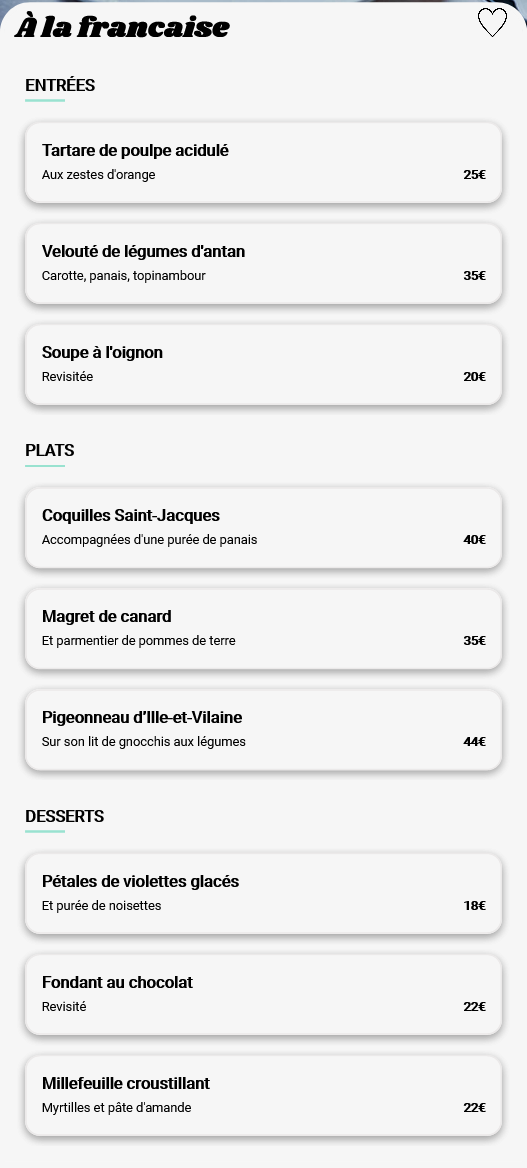 À la francaise
ENTRÉES
Tartare de poulpe acidulé
Aux zestes d'orange
25€
Velouté de légumes d'antan
Carotte, panais, topinambour
35€
Soupe à l'oignon
Revisitée
20€
PLATS
Coquilles Saint-Jacques
Accompagnées d'une purée de panais
40€
Magret de canard
Et parmentier de pommes de terre
35€
Pigeonneau d’Ille-et-Vilaine
Sur son lit de gnocchis aux légumes
44€
DESSERTS
Pétales de violettes glacés
Et purée de noisettes
18€
Fondant au chocolat
Revisité
22€
Millefeuille croustillant
Myrtilles et pâte d'amande
22€